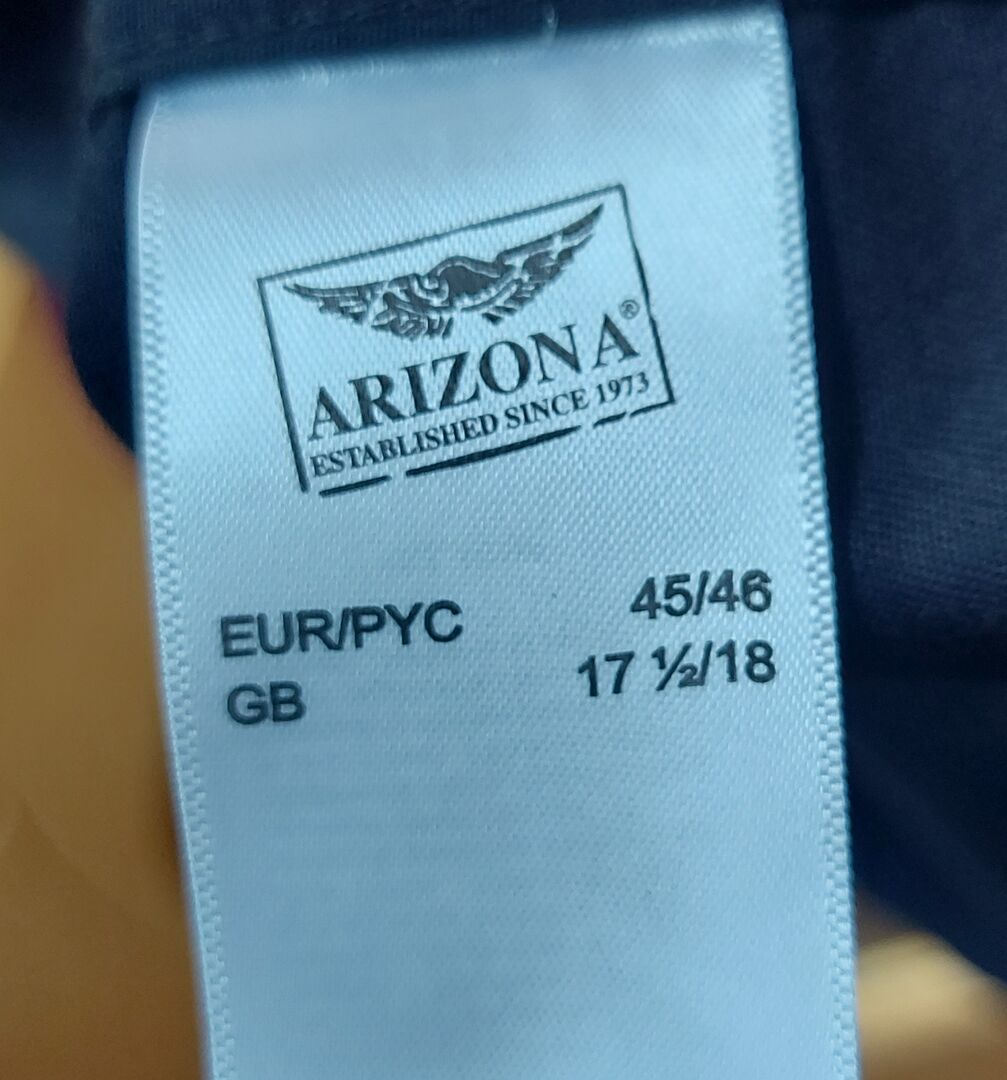 ARIZONA®
ESTABLISHED SINCE 1973
EUR/PYC 45/46
GB 17 ½/18